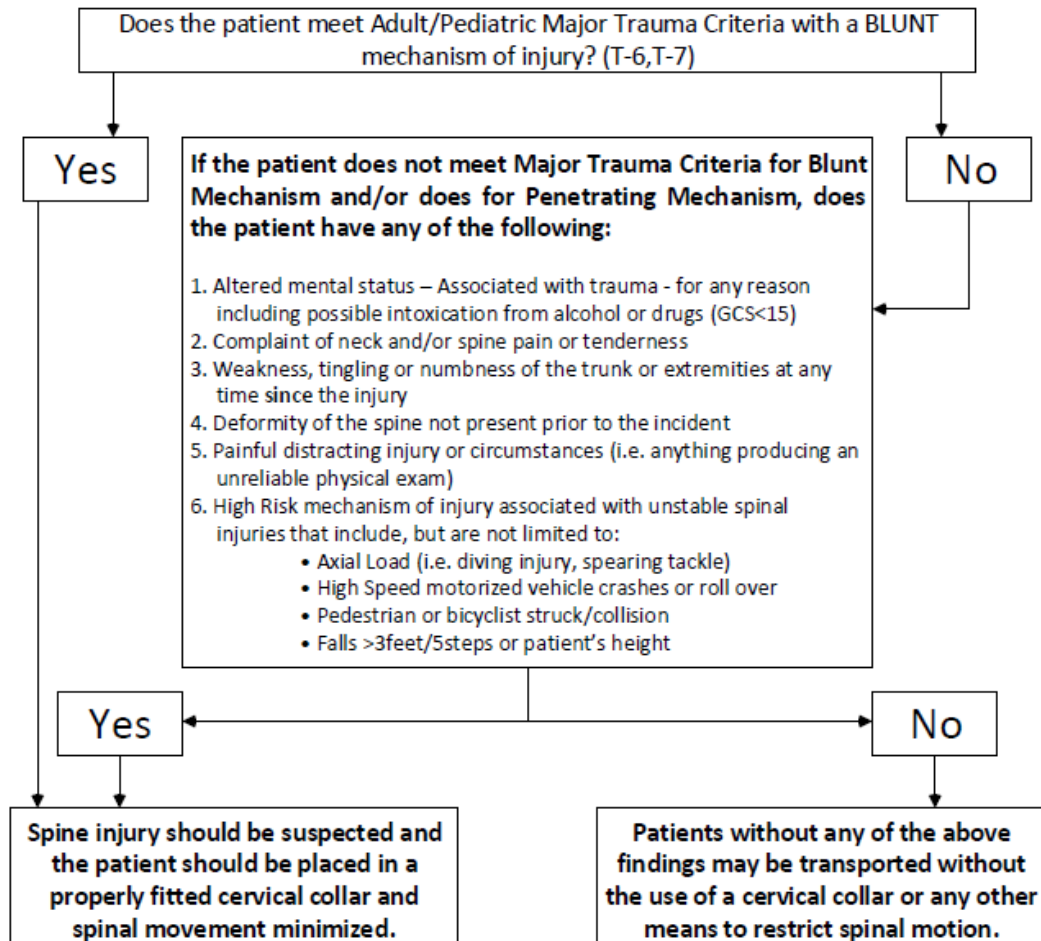 Does the patient meet Adult/Pediatric Major Trauma Criteria with a BLUNT
mechanism of injury? (T-6,T-7)
Yes
If the patient does not meet Major Trauma Criteria for Blunt
Mechanism and/or does for Penetrating Mechanism, does
the patient have any of the following:
1. Altered mental status – Associated with trauma - for any reason
including possible intoxication from alcohol or drugs (GCS<15)
2. Complaint of neck and/or spine pain or tenderness
3. Weakness, tingling or numbness of the trunk or extremities at any
time since the injury
4. Deformity of the spine not present prior to the incident
5. Painful distracting injury or circumstances (i.e. anything producing an
unreliable physical exam)
6. High Risk mechanism of injury associated with unstable spinal
injuries that include, but are not limited to:
• Axial Load (i.e. diving injury, spearing tackle)
• High Speed motorized vehicle crashes or roll over
• Pedestrian or bicyclist struck/collision
• Falls >3feet/5steps or patient's height
No
Yes
No
Spine injury should be suspected and
the patient should be placed in a
properly fitted cervical collar and
spinal movement minimized.
Patients without any of the above
findings may be transported without
the use of a cervical collar or any other
means to restrict spinal motion.